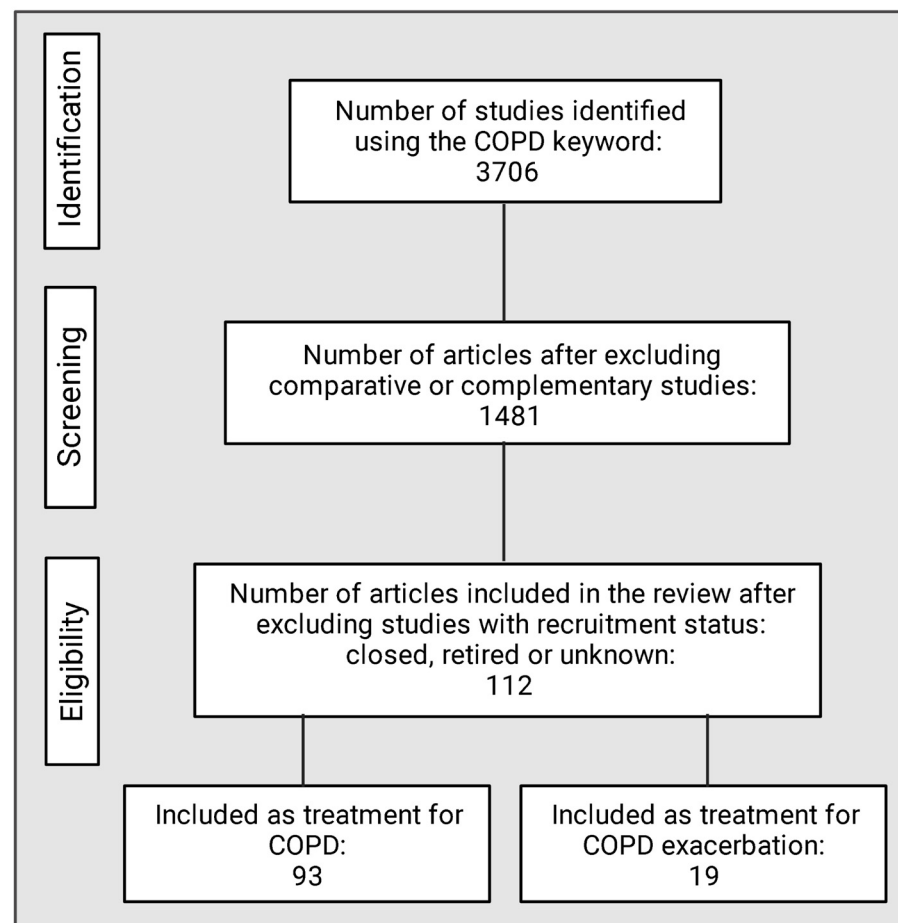 Identification
Number of studies identified
using the COPD keyword:
3706
Screening
Number of articles after excluding
comparative or complementary studies:
1481
Eligibility
Number of articles included in the review after
excluding studies with recruitment status:
closed, retired or unknown:
112
Included as treatment for
COPD:
93
Included as treatment for
COPD exacerbation:
19